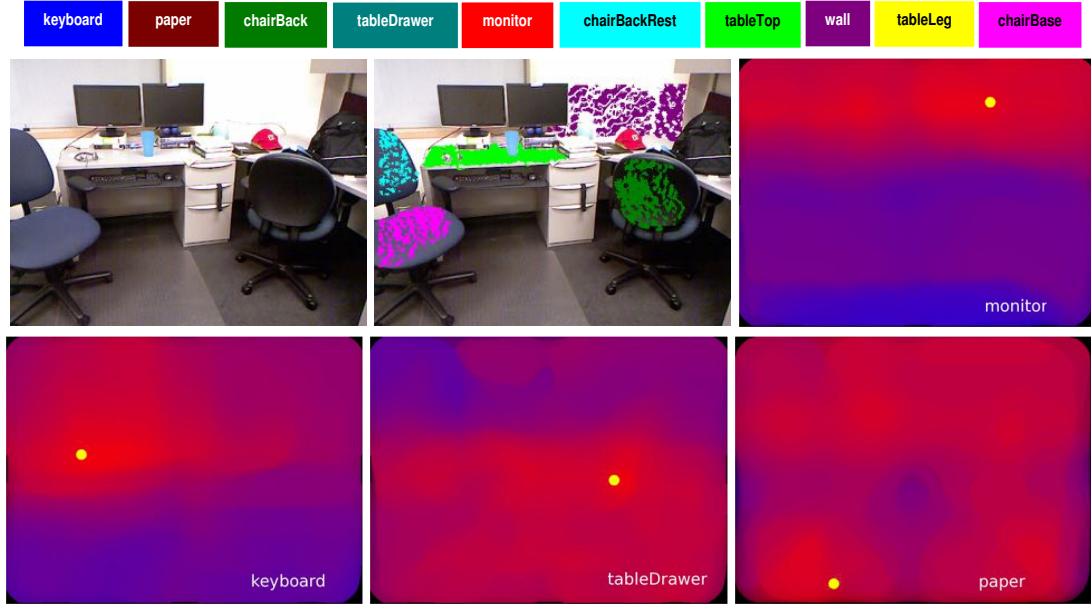 keyboard paper chairBack tableDrawer monitor chairBackRest tableTop wall tableLeg chairBase
monitor
keyboard tableDrawer paper